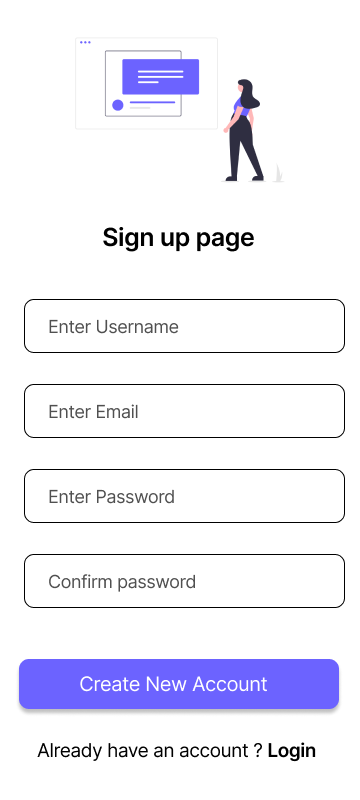 Sign up page
Enter Username
Enter Email
Enter Password
Confirm password
Create New Account
Already have an account ? Login